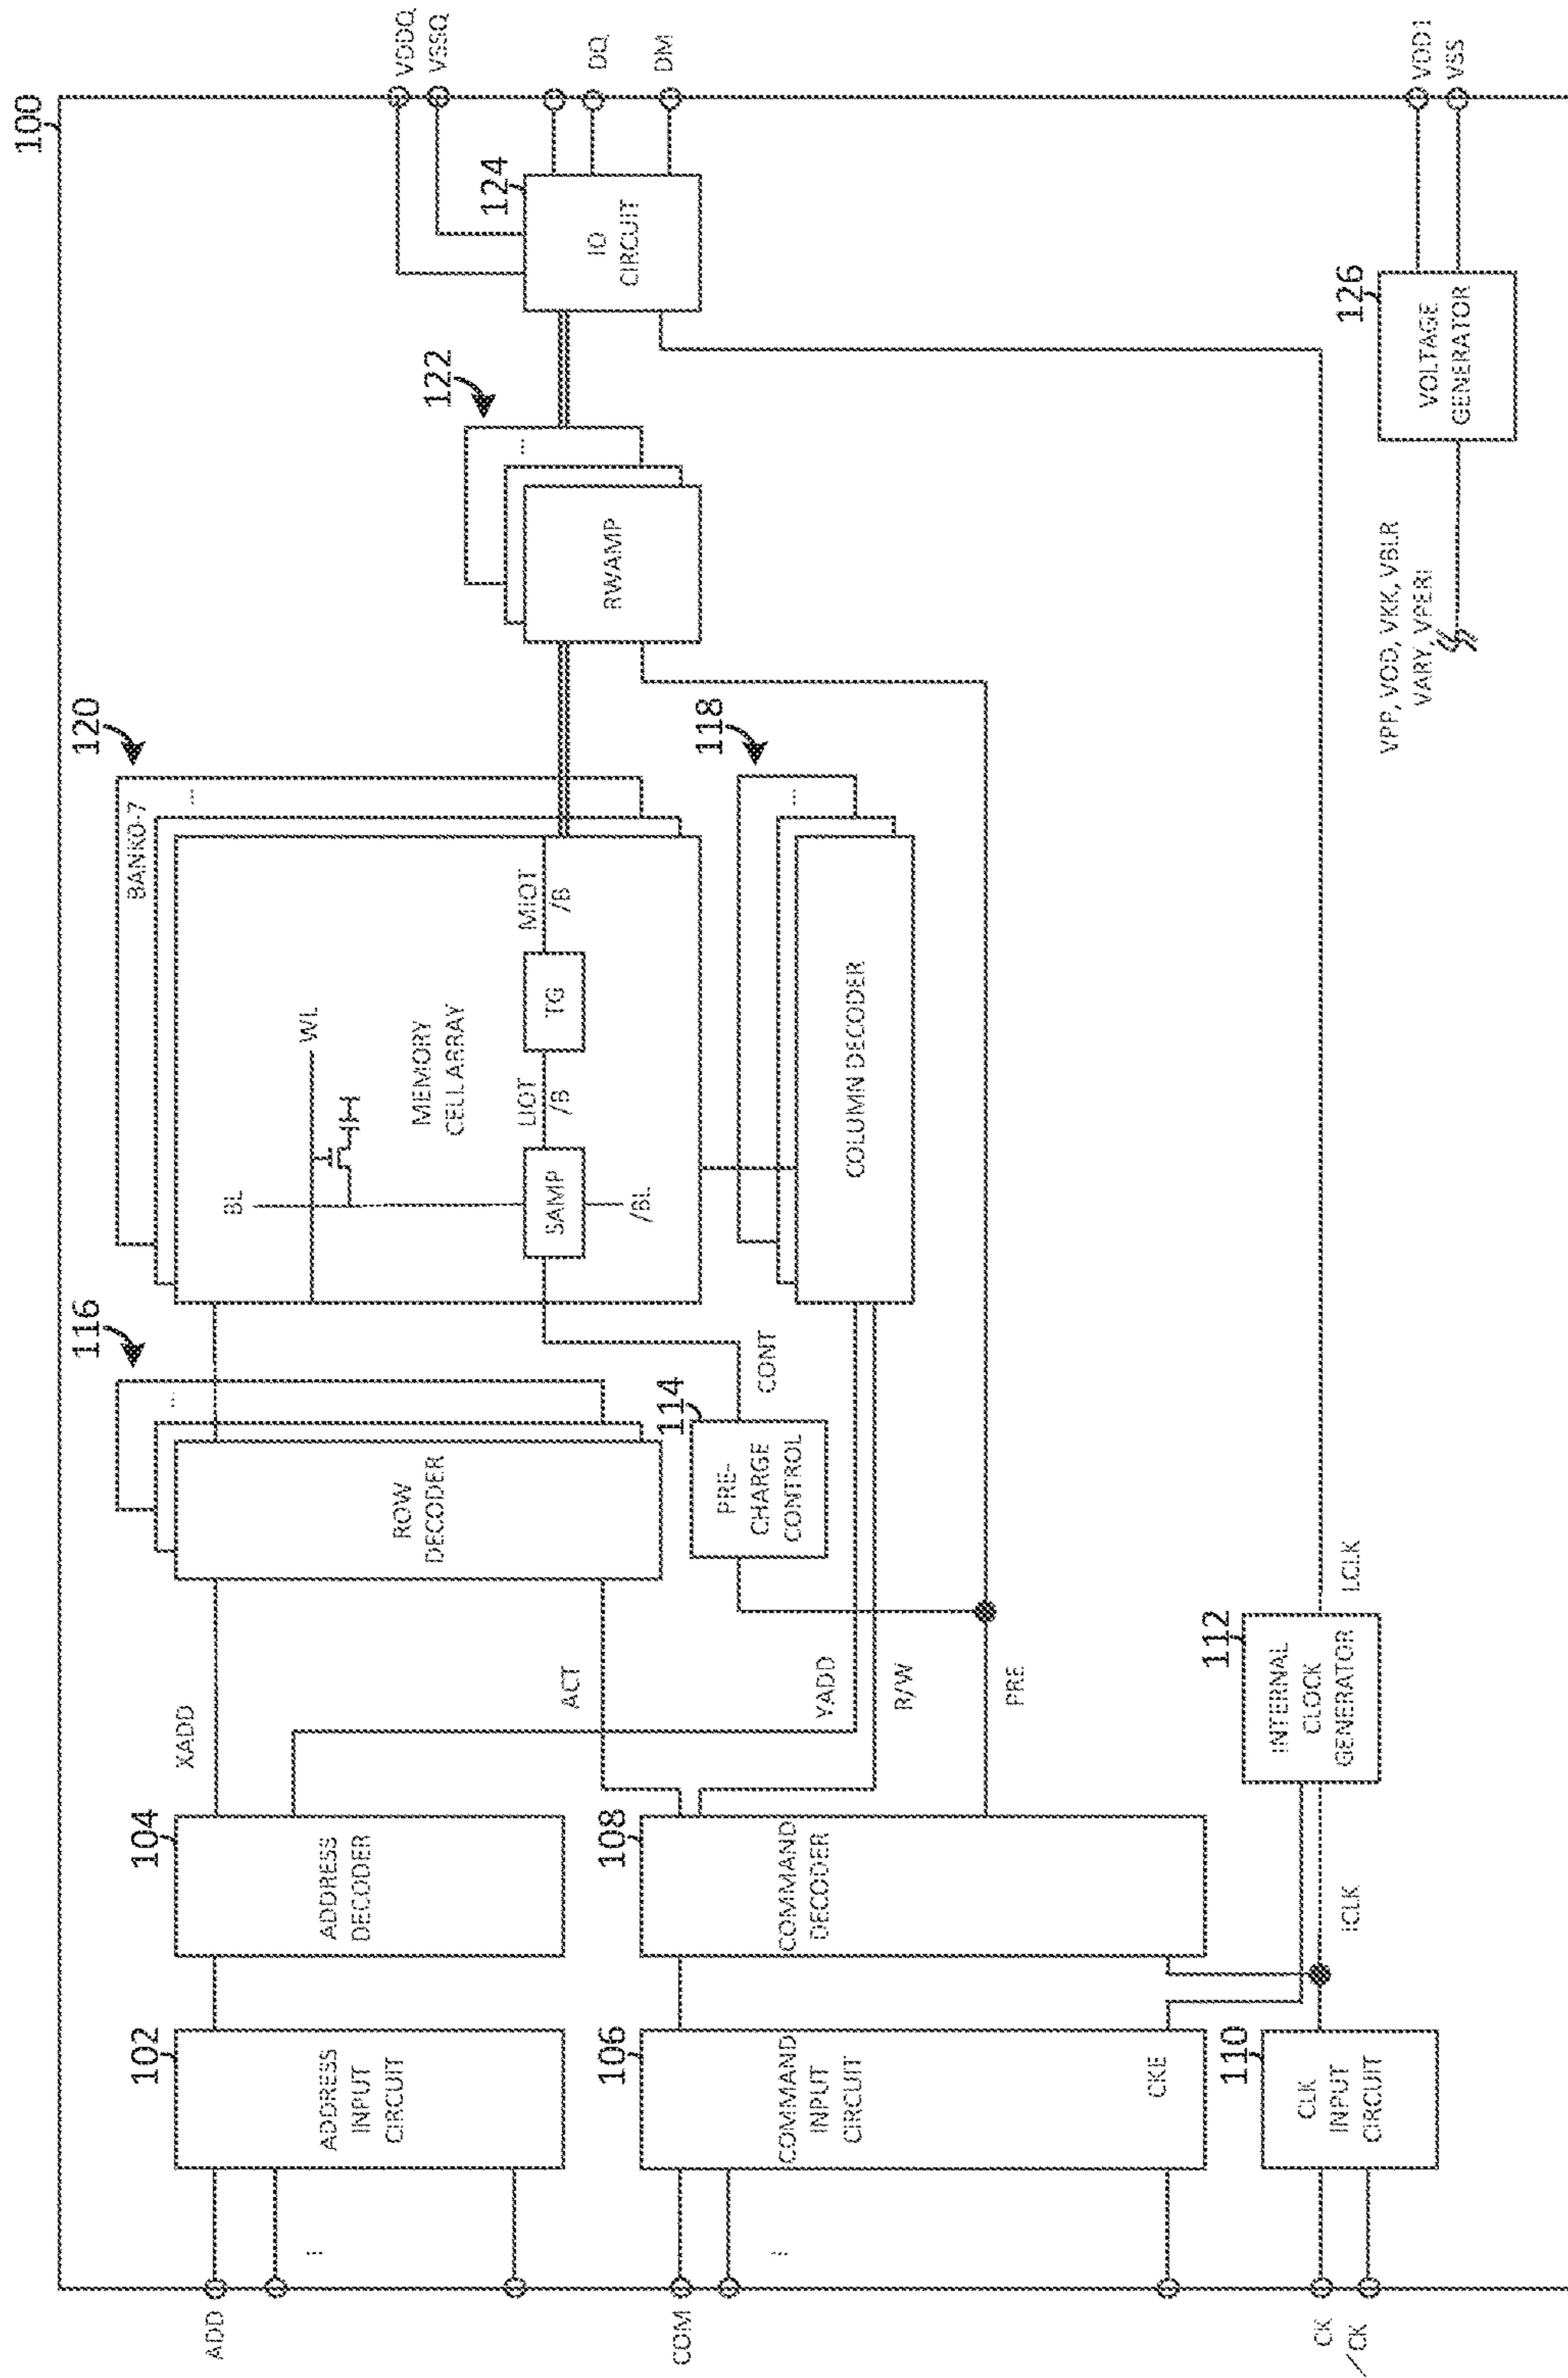 100
ADD
COM
CK
/CK
102
ADDRESS
INPUT
CIRCUIT
104
ADDRESS
DECODER
106
COMMAND
INPUT
CIRCUIT
CKE
108
COMMAND
DECODER
110
CLK
INPUT
CIRCUIT
ICLK
112
INTERNAL
CLOCK
GENERATOR
LCLK
XADD
ACT
YADD
R/W
PRE
116
...
ROW
DECODER
114
PRE-
CHARGE
CONTROL
CONT
120
BANK0-7
...
WL
BL
MEMORY
CELL ARRAY
SAMP
/BL
LIOT
/B
TG
MIOT
/B
118
...
COLUMN DECODER
122
...
RWAMP
124
IO
CIRCUIT
VDDQ
VSSQ
DQ
DM
126
VOLTAGE
GENERATOR
VPP, VOD, VKK, VBLR
VARY, VPERI
VDD1
VSS